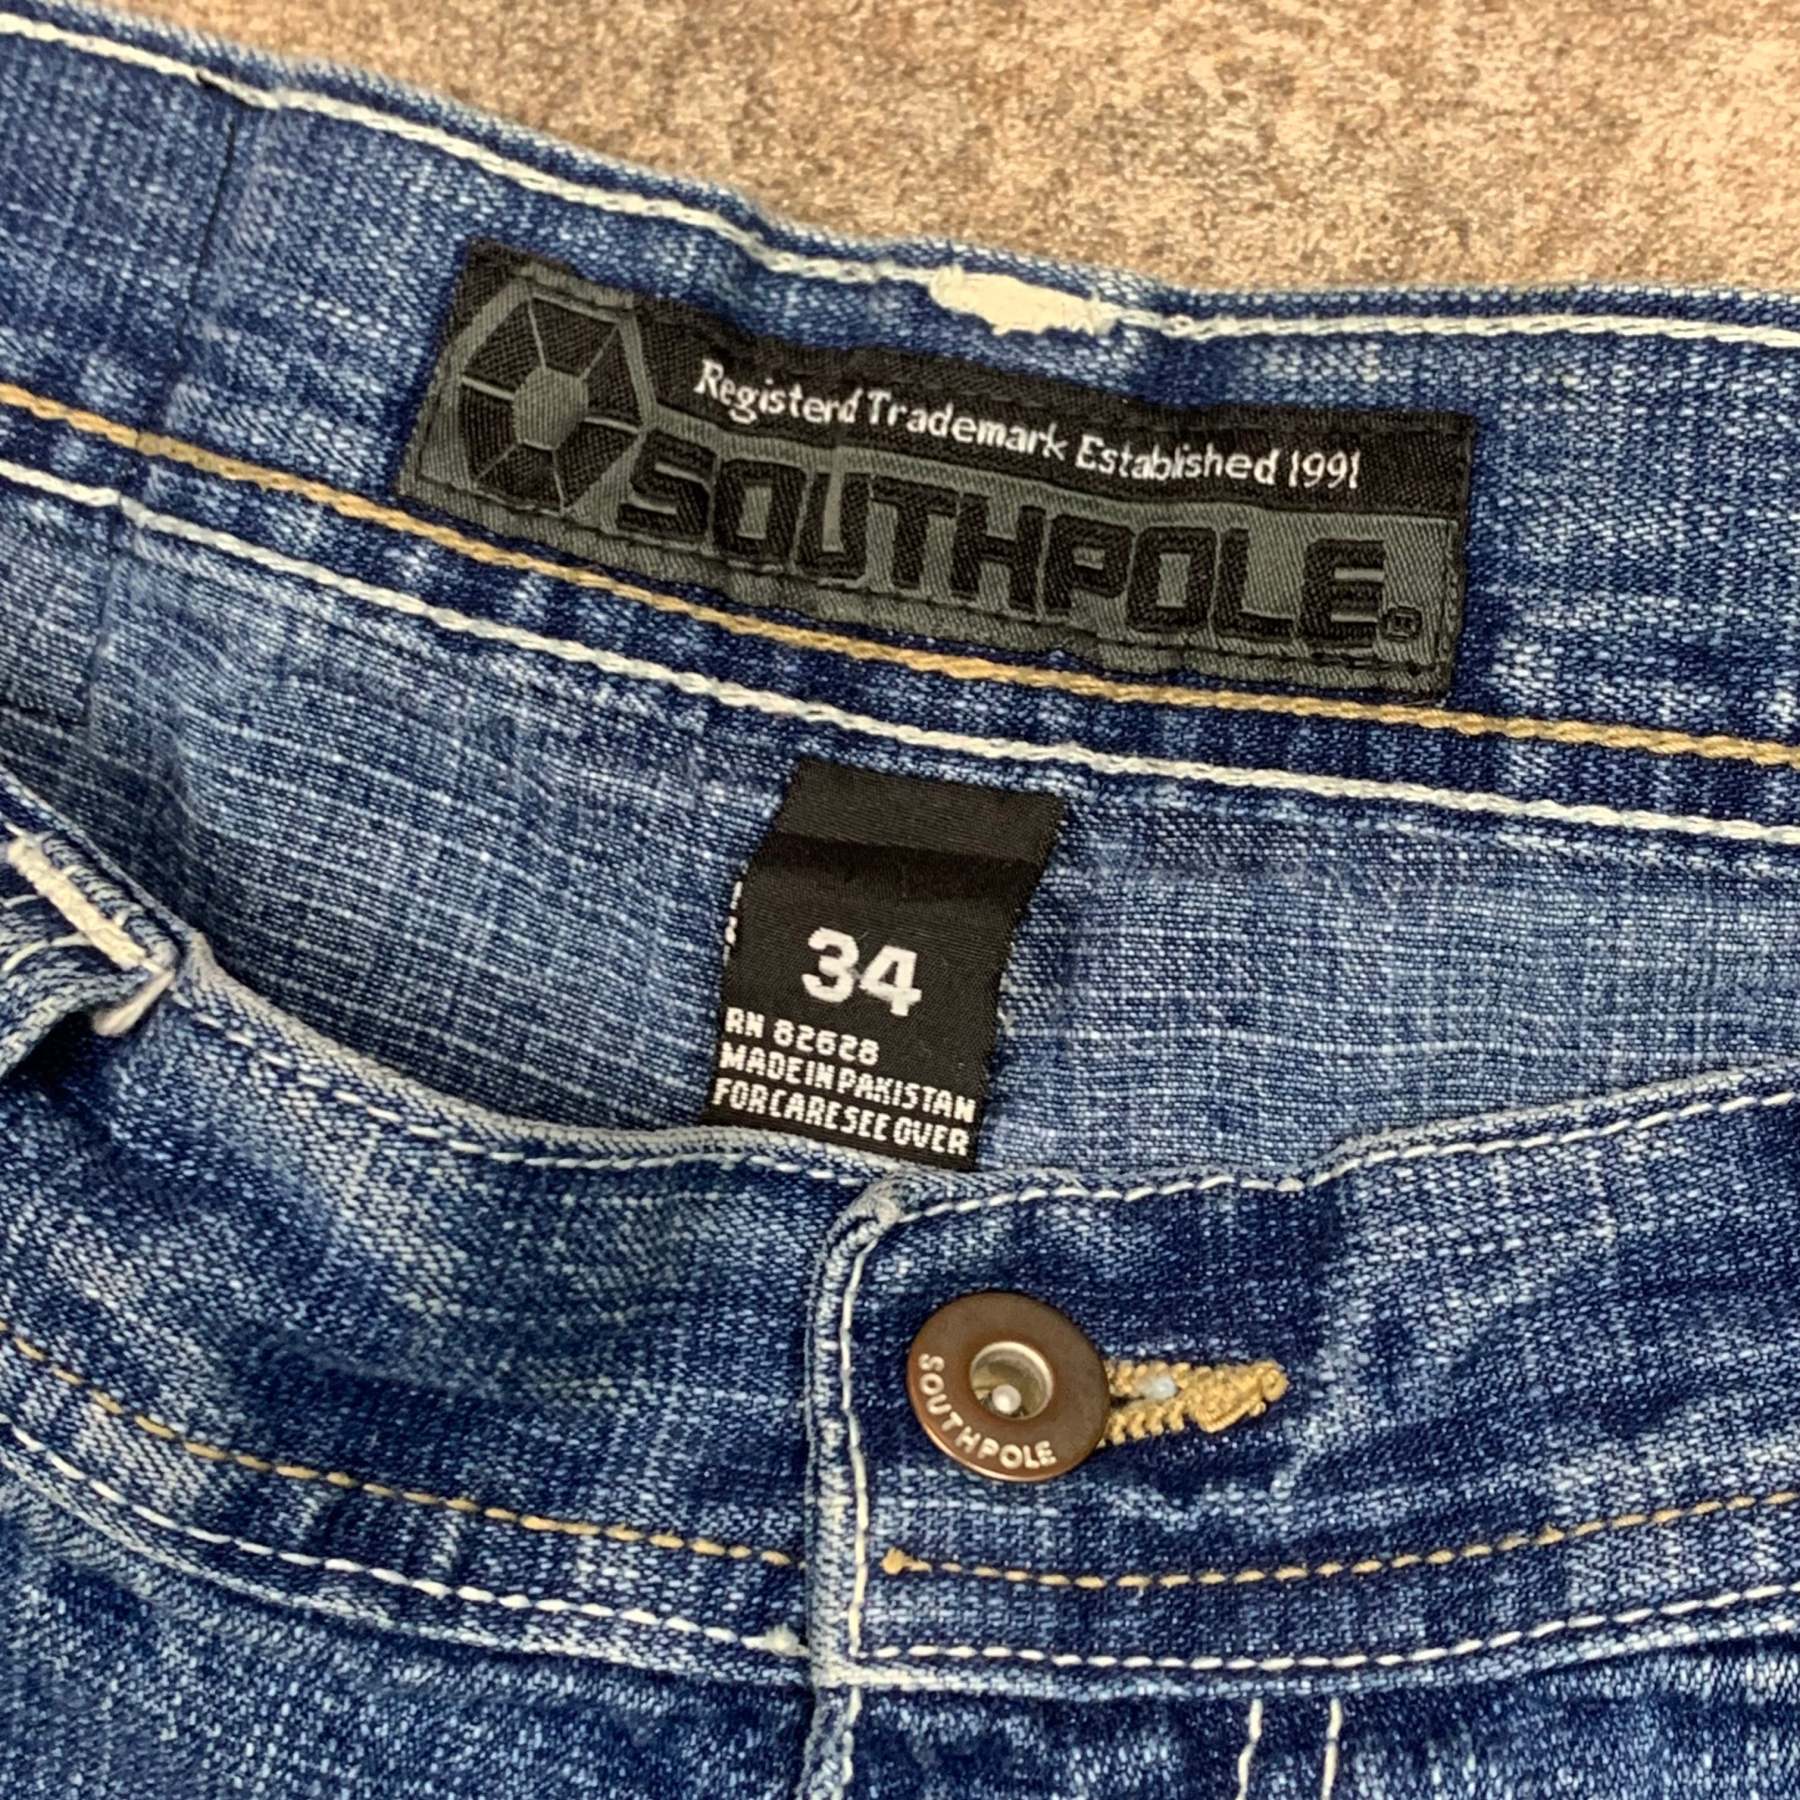 Registerd Trademark Established 1991
SOUTHPOLE®
34
RN 82628
MADE IN PAKISTAN
FOR CARE SEE OVER
SOUTHPOLE